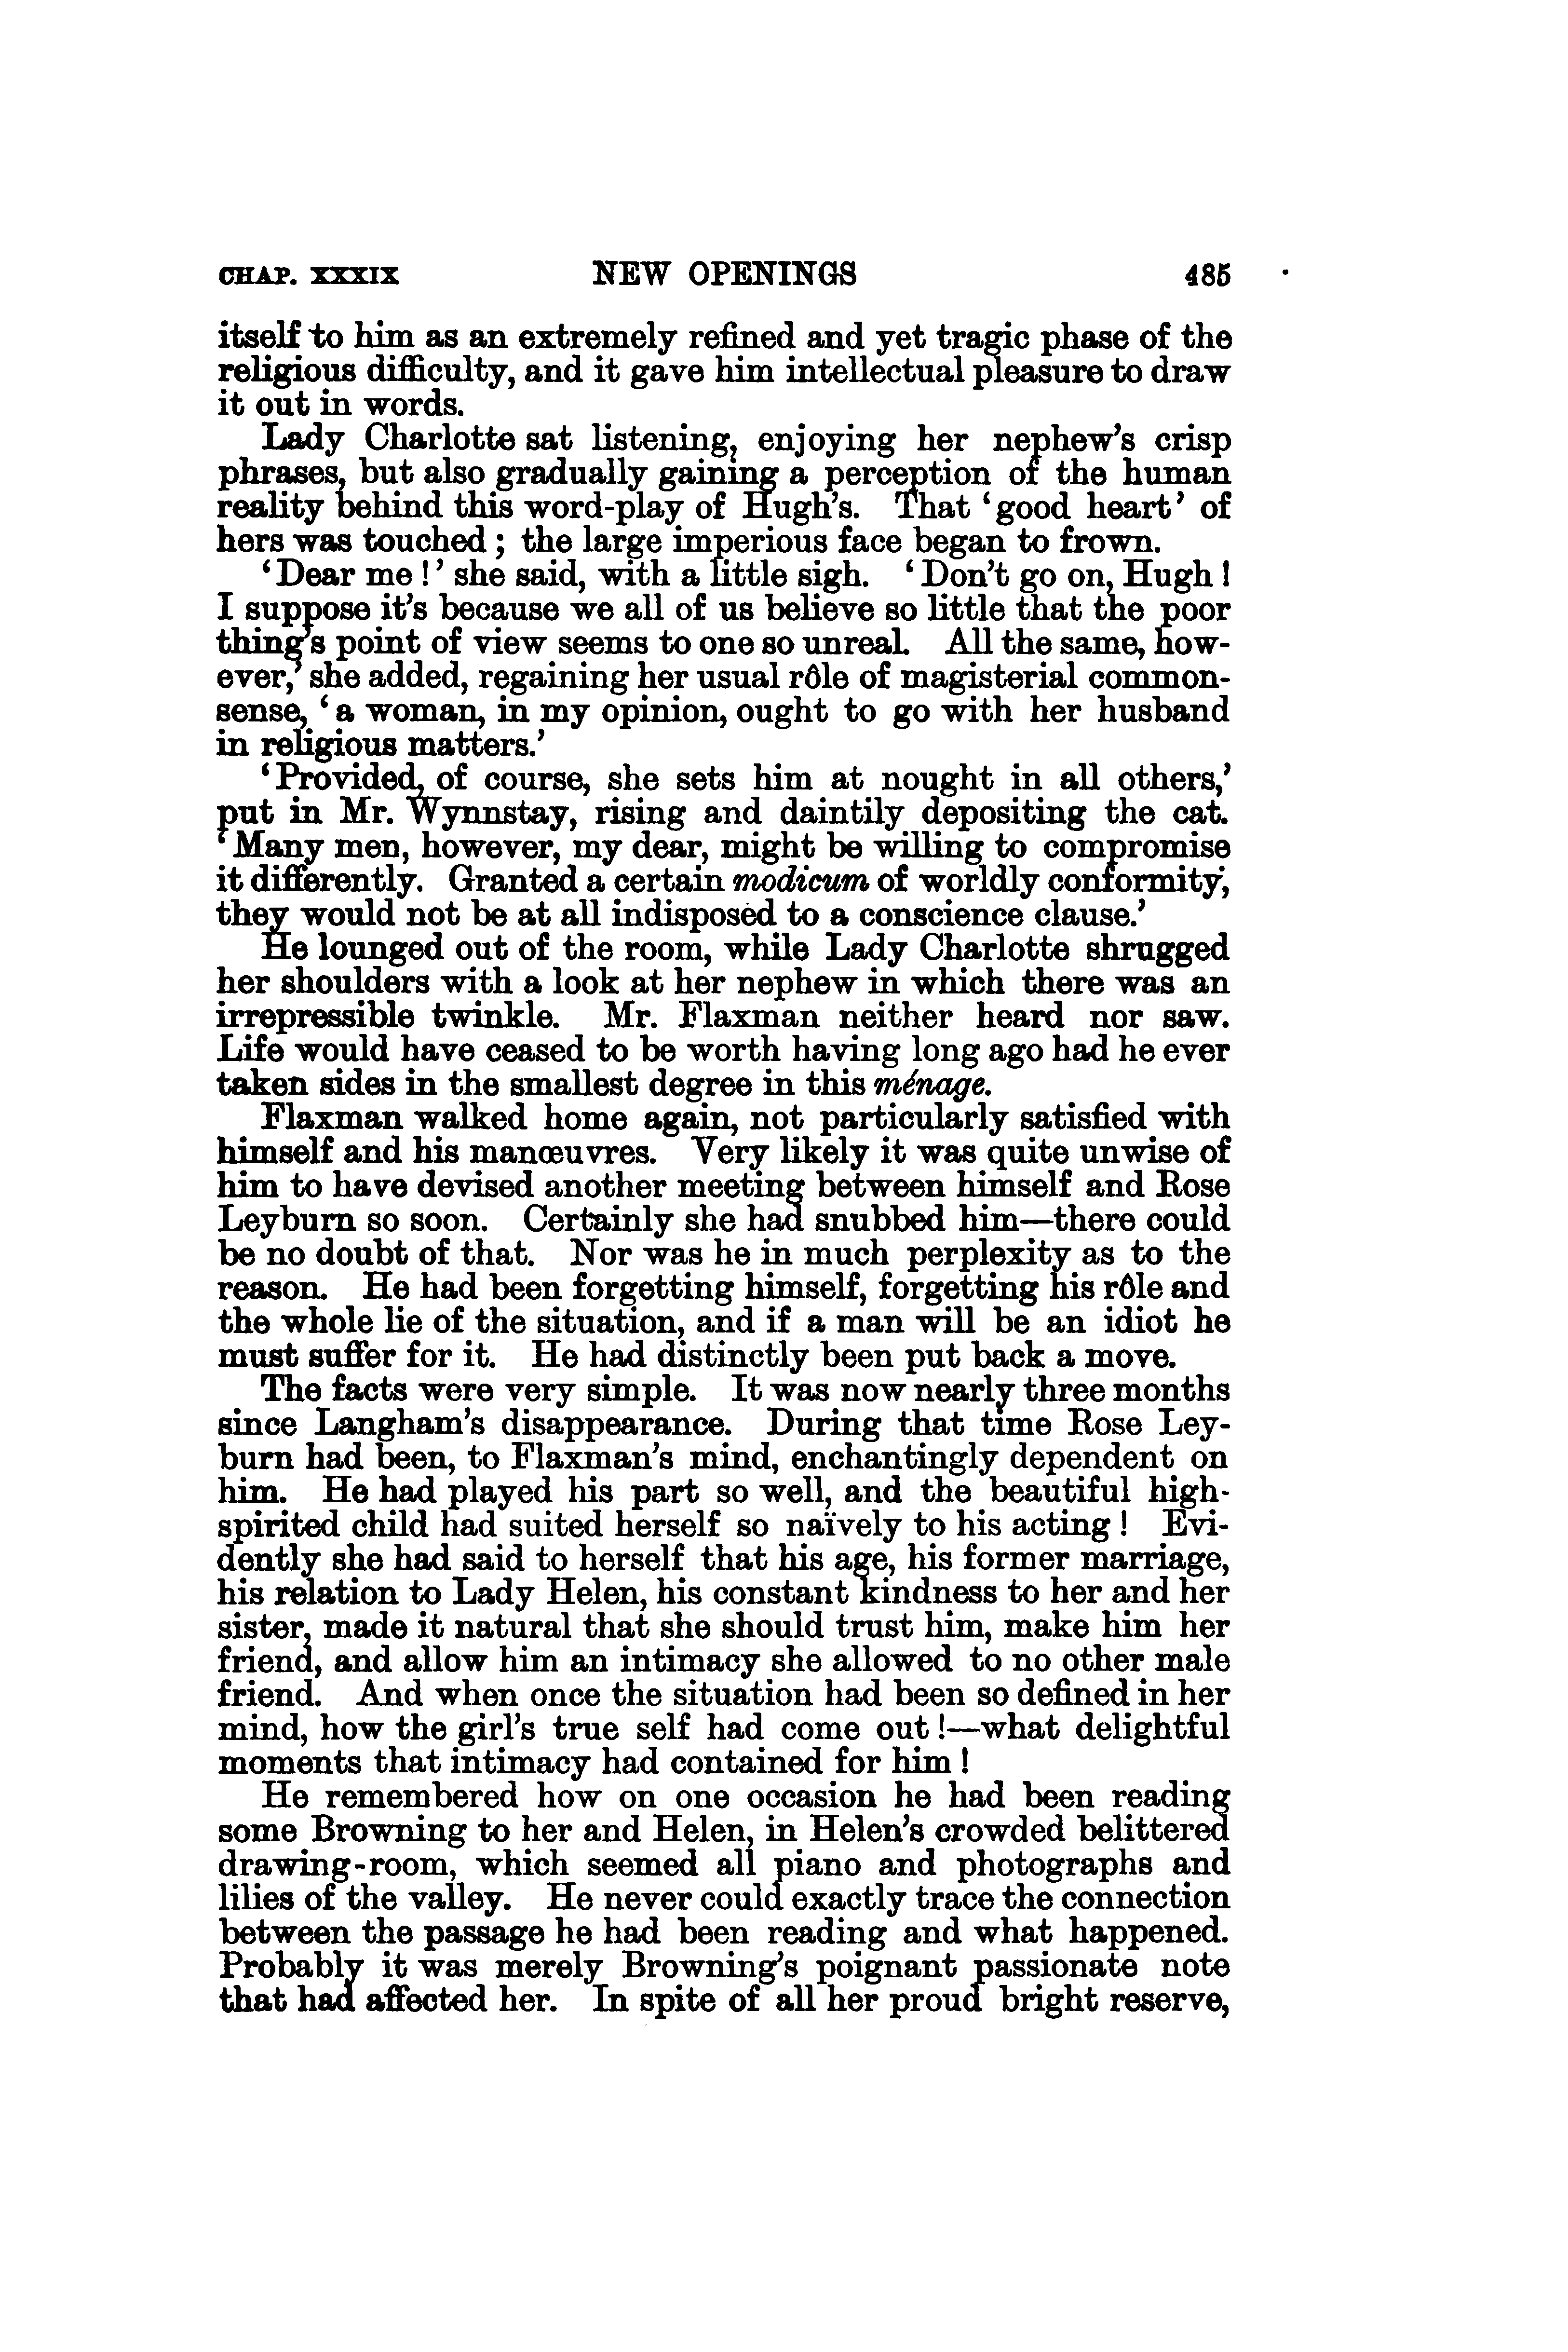 CHAP. XXXIX NEW OPENINGS 485
itself to him as an extremely refined and yet tragic phase of the
religious difficulty, and it gave him intellectual pleasure to draw
it out in words.
Lady Charlotte sat listening, enjoying her nephew's crisp
phrases, but also gradually gaining a perception of the human
reality behind this word-play of Hugh's. That ‘good heart’ of
hers was touched; the large imperious face began to frown.
‘Dear me!’ she said, with a little sigh. ‘Don't go on, Hugh!
I suppose it's because we all of us believe so little that the poor
thing's point of view seems to one so unreal. All the same, how-
ever,’ she added, regaining her usual rôle of magisterial common-
sense, ‘a woman, in my opinion, ought to go with her husband
in religious matters.’
‘Provided, of course, she sets him at nought in all others,’
put in Mr. Wynnstay, rising and daintily depositing the cat.
‘Many men, however, my dear, might be willing to compromise
it differently. Granted a certain modicum of worldly conformity,
they would not be at all indisposed to a conscience clause.’
He lounged out of the room, while Lady Charlotte shrugged
her shoulders with a look at her nephew in which there was an
irrepressible twinkle. Mr. Flaxman neither heard nor saw.
Life would have ceased to be worth having long ago had he ever
taken sides in the smallest degree in this ménage.
Flaxman walked home again, not particularly satisfied with
himself and his manœuvres. Very likely it was quite unwise of
him to have devised another meeting between himself and Rose
Leyburn so soon. Certainly she had snubbed him—there could
be no doubt of that. Nor was he in much perplexity as to the
reason. He had been forgetting himself, forgetting his rôle and
the whole lie of the situation, and if a man will be an idiot he
must suffer for it. He had distinctly been put back a move.
The facts were very simple. It was now nearly three months
since Langham's disappearance. During that time Rose Ley-
burn had been, to Flaxman's mind, enchantingly dependent on
him. He had played his part so well, and the beautiful high-
spirited child had suited herself so naïvely to his acting! Evi-
dently she had said to herself that his age, his former marriage,
his relation to Lady Helen, his constant kindness to her and her
sister, made it natural that she should trust him, make him her
friend, and allow him an intimacy she allowed to no other male
friend. And when once the situation had been so defined in her
mind, how the girl's true self had come out!—what delightful
moments that intimacy had contained for him!
He remembered how on one occasion he had been reading
some Browning to her and Helen, in Helen's crowded belittered
drawing-room, which seemed all piano and photographs and
lilies of the valley. He never could exactly trace the connection
between the passage he had been reading and what happened.
Probably it was merely Browning's poignant passionate note
that had affected her. In spite of all her proud bright reserve,